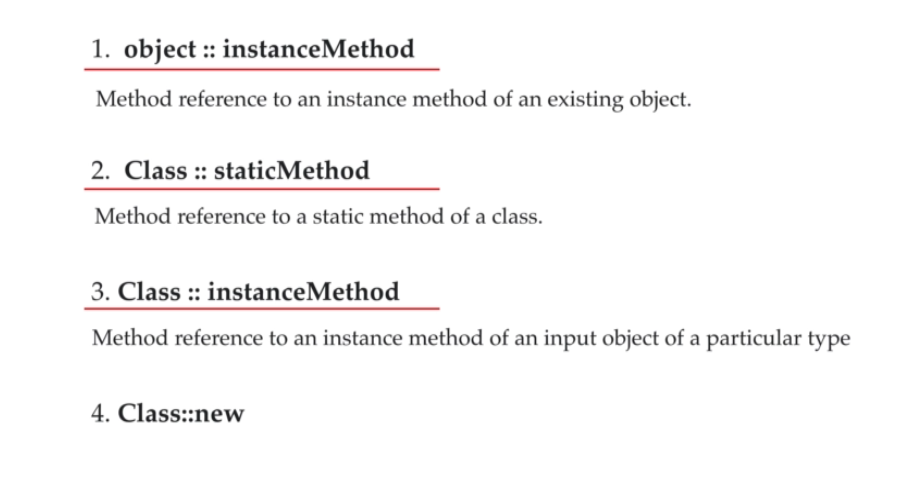 1. object :: instanceMethod
Method reference to an instance method of an existing object.
2. Class :: staticMethod
Method reference to a static method of a class.
3. Class :: instanceMethod
Method reference to an instance method of an input object of a particular type
4. Class::new